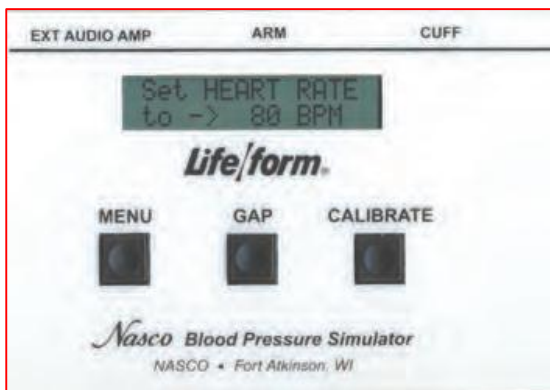 EXT AUDIO AMP ARM CUFF
Set HEART RATE
to -> 80 BPM
Life/form®
MENU GAP CALIBRATE
Nasco Blood Pressure Simulator
NASCO • Fort Atkinson, WI